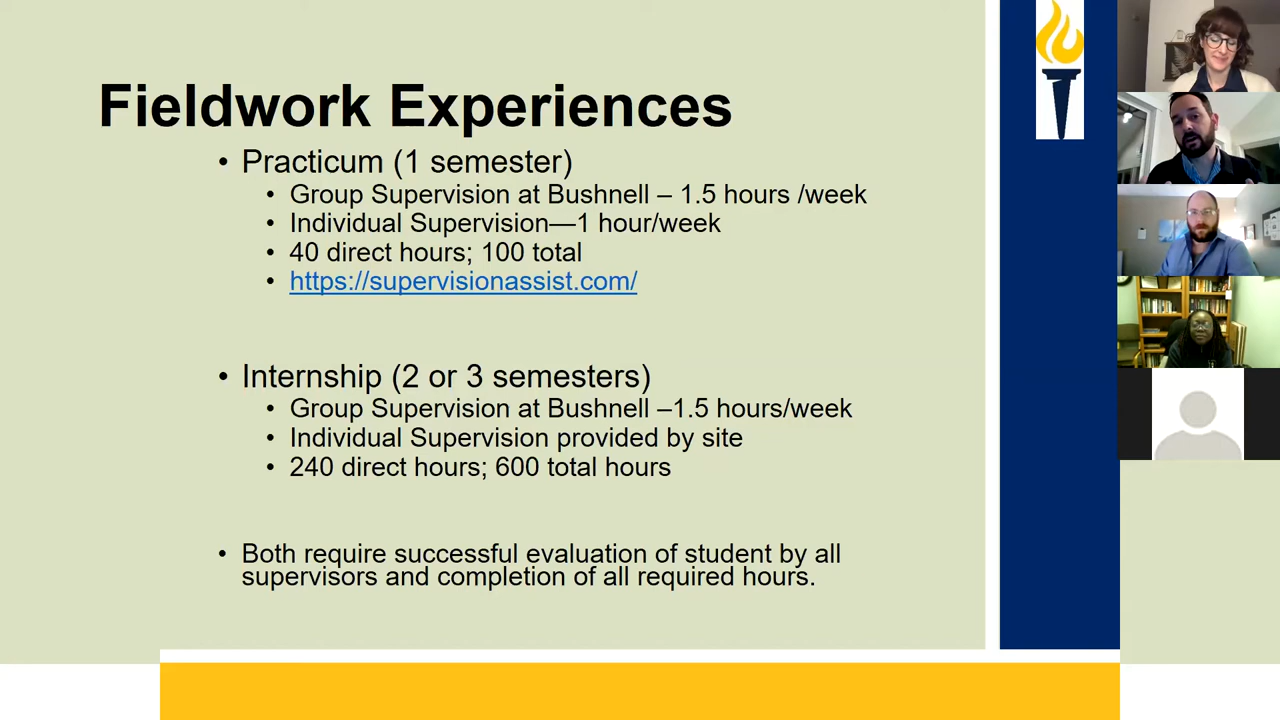 Fieldwork Experiences
• Practicum (1 semester)
• Group Supervision at Bushnell – 1.5 hours /week
• Individual Supervision—1 hour/week
• 40 direct hours; 100 total
• https://supervisionassist.com/
• Internship (2 or 3 semesters)
• Group Supervision at Bushnell –1.5 hours/week
• Individual Supervision provided by site
• 240 direct hours; 600 total hours
• Both require successful evaluation of student by all
supervisors and completion of all required hours.